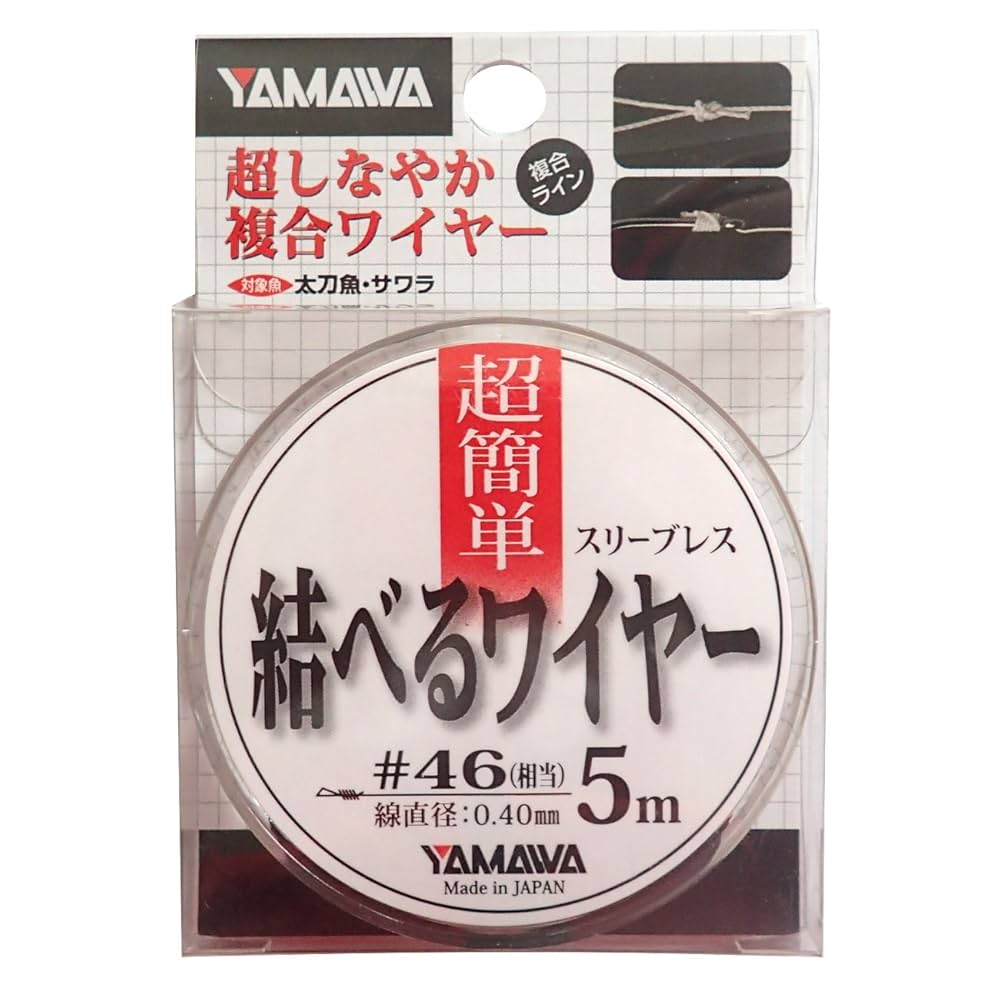 YAMAWA
超しなやか
複合ワイヤー
複合
ライン
対象魚 太刀魚・サワラ
超簡単
スリーブレス
結べるワイヤー
#46(相当) 5m
線直径:0.40mm
YAMAWA
Made in JAPAN